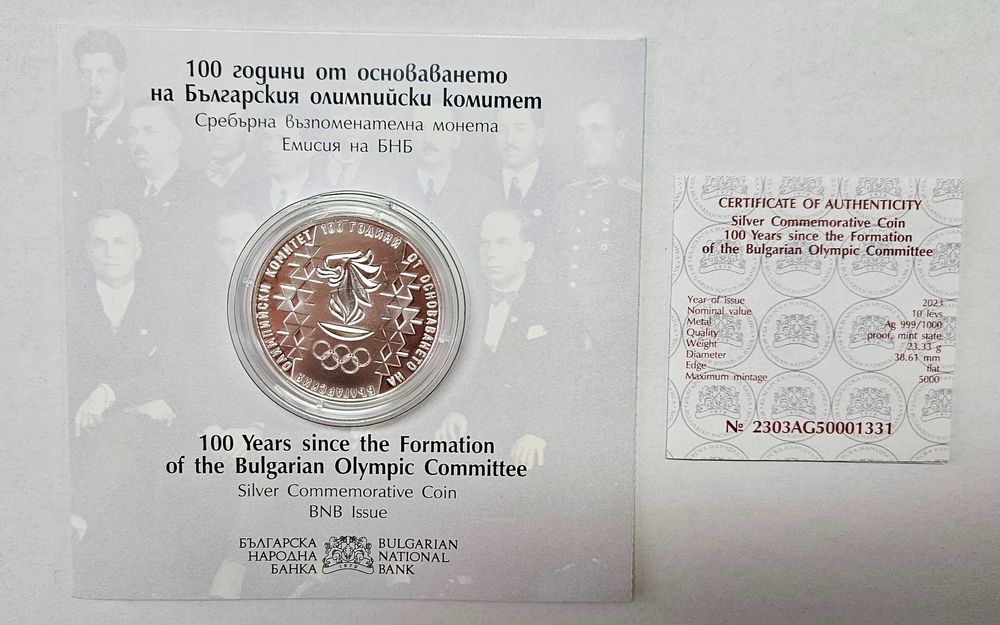 100 години от основаването
на Българския олимпийски комитет
Сребърна възпоменателна монета
Емисия на БНБ
100 ГОДИНИ ОТ ОСНОВАВАНЕТО НА БЪЛГАРСКИЯ ОЛИМПИЙСКИ КОМИТЕТ
100 Years since the Formation
of the Bulgarian Olympic Committee
Silver Commemorative Coin
BNB Issue
БЪЛГАРСКА
НАРОДНА
БАНКА
1879
BULGARIAN
NATIONAL
BANK
CERTIFICATE OF AUTHENTICITY
Silver Commemorative Coin
100 Years since the Formation
of the Bulgarian Olympic Committee
Year of issue 2023
Nominal value 10 levs
Metal Ag 999/1000
Quality proof, mint state
Weight 23.33 g
Diameter 38.61 mm
Edge flat
Maximum mintage 5000
№ 2303AG50001331